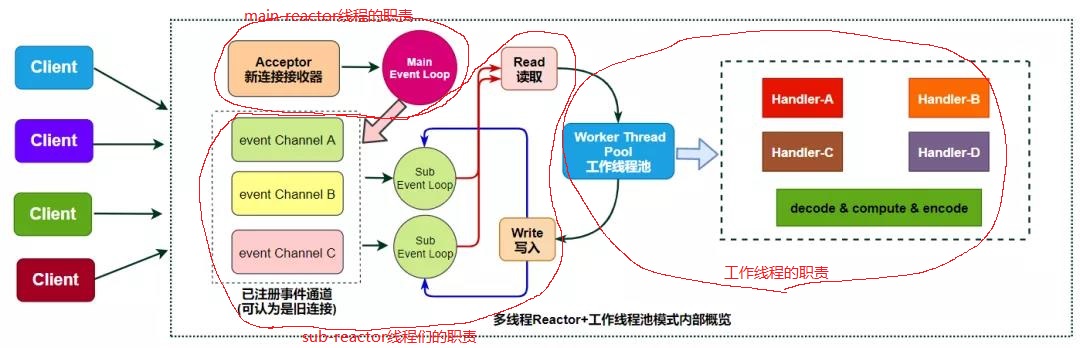 main-reactor线程的职责
Client
Client
Client
Client
Acceptor
新连接接收器
Main
Event Loop
event Channel A
event Channel B
event Channel C
已注册事件通道
(可认为是旧连接)
Sub
Event Loop
Sub
Event Loop
Read
读取
Write
写入
Worker Thread
Pool
工作线程池
Handler-A
Handler-B
Handler-C
Handler-D
decode & compute & encode
工作线程的职责
多线程Reactor+工作线程池模式内部概览
sub-reactor线程们的职责